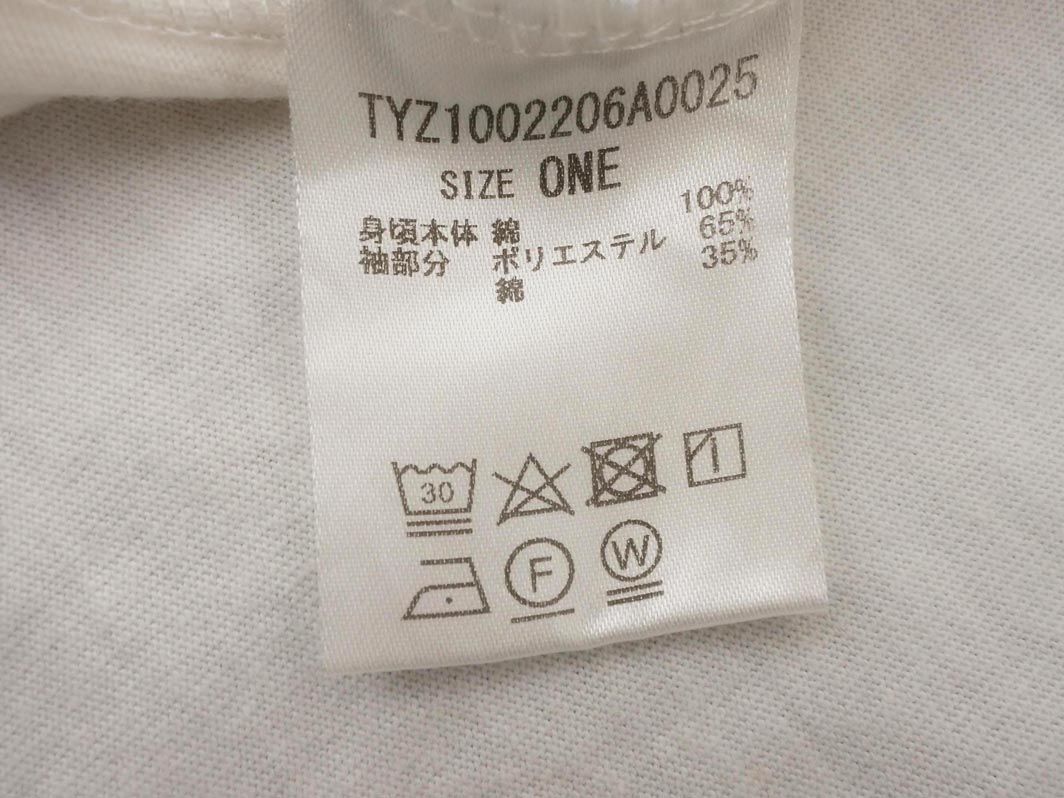 TYZ1002206A0025
SIZE ONE
身頃本体 綿 100%
袖部分 ポリエステル 65%
綿 35%
30
F
W